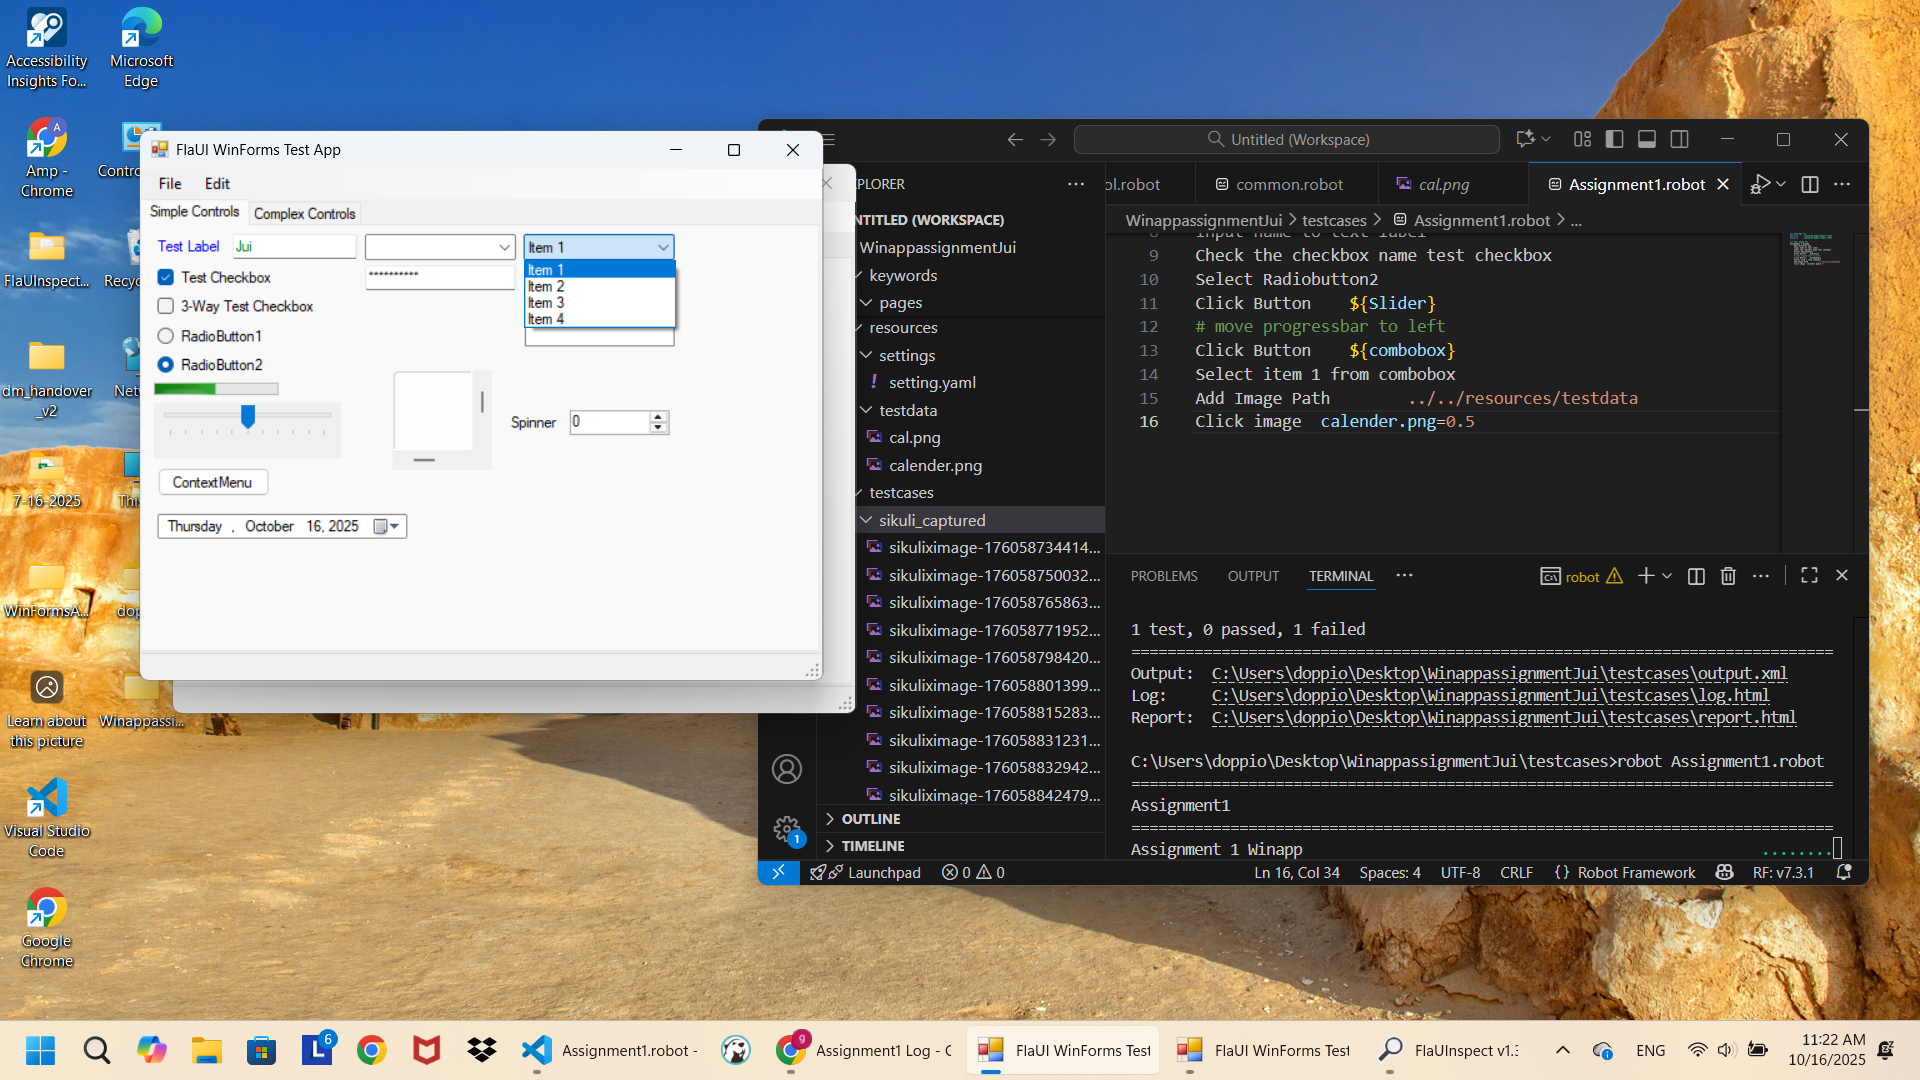 Accessibility
Insights Fo...
Microsoft
Edge
Amp -
Chrome
FlaUInspect...
dm_handover
_v2
7-16-2025
WinFormsA...
Learn about
this picture
Winappassi...
Visual Studio
Code
Google
Chrome
FlaUI WinForms Test App
File
Edit
Simple Controls
Complex Controls
Test Label
Jui
Item 1
Item 1
Item 2
Item 3
Item 4
Test Checkbox
**********
3-Way Test Checkbox
RadioButton1
RadioButton2
Spinner
0
ContextMenu
Thursday , October 16, 2025
Untitled (Workspace)
PLORER
NTITLED (WORKSPACE)
WinappassignmentJui
keywords
pages
resources
settings
! setting.yaml
testdata
cal.png
calender.png
testcases
sikuli_captured
sikuliximage-176058734414...
sikuliximage-176058750032...
sikuliximage-176058765863...
sikuliximage-176058771952...
sikuliximage-176058798420...
sikuliximage-176058801399...
sikuliximage-176058815283...
sikuliximage-176058831231...
sikuliximage-176058832942...
sikuliximage-176058842479...
OUTLINE
TIMELINE
ol.robot
common.robot
cal.png
Assignment1.robot
WinappassignmentJui > testcases > Assignment1.robot > ...
9 Check the checkbox name test checkbox
10 Select Radiobutton2
11 Click Button ${Slider}
12 # move progressbar to left
13 Click Button ${combobox}
14 Select item 1 from combobox
15 Add Image Path ../../resources/testdata
16 Click image calender.png=0.5
PROBLEMS
OUTPUT
TERMINAL
robot
1 test, 0 passed, 1 failed
==============================================================================
Output: C:\Users\doppio\Desktop\WinappassignmentJui\testcases\output.xml
Log: C:\Users\doppio\Desktop\WinappassignmentJui\testcases\log.html
Report: C:\Users\doppio\Desktop\WinappassignmentJui\testcases\report.html
C:\Users\doppio\Desktop\WinappassignmentJui\testcases>robot Assignment1.robot
==============================================================================
Assignment1
==============================================================================
Assignment 1 Winapp ........
1
Launchpad
0
0
Ln 16, Col 34
Spaces: 4
UTF-8
CRLF
{} Robot Framework
RF: v7.3.1
6
Assignment1.robot -
9
Assignment1 Log - C
FlaUI WinForms Test
FlaUI WinForms Test
FlaUInspect v1.3
ENG
11:22 AM
10/16/2025